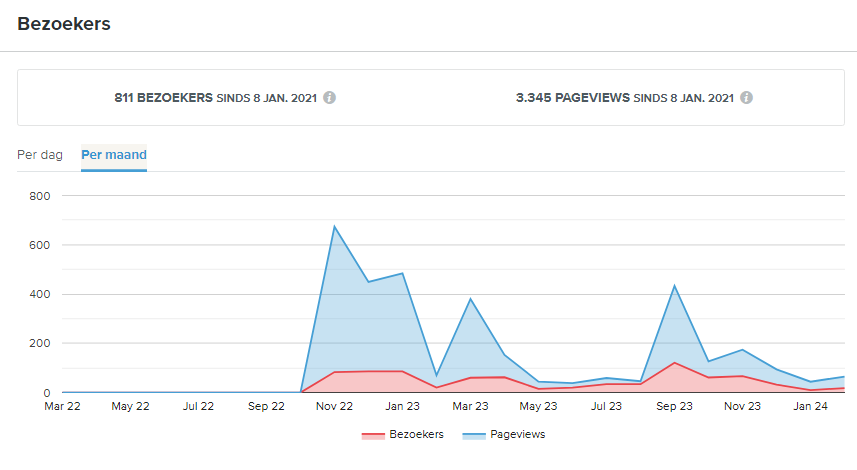 Bezoekers
811 BEZOEKERS SINDS 8 JAN. 2021 i
3.345 PAGEVIEWS SINDS 8 JAN. 2021 i
Per dag
Per maand
800
600
400
200
0
Mar 22 May 22 Jul 22 Sep 22 Nov 22 Jan 23 Mar 23 May 23 Jul 23 Sep 23 Nov 23 Jan 24
Bezoekers Pageviews